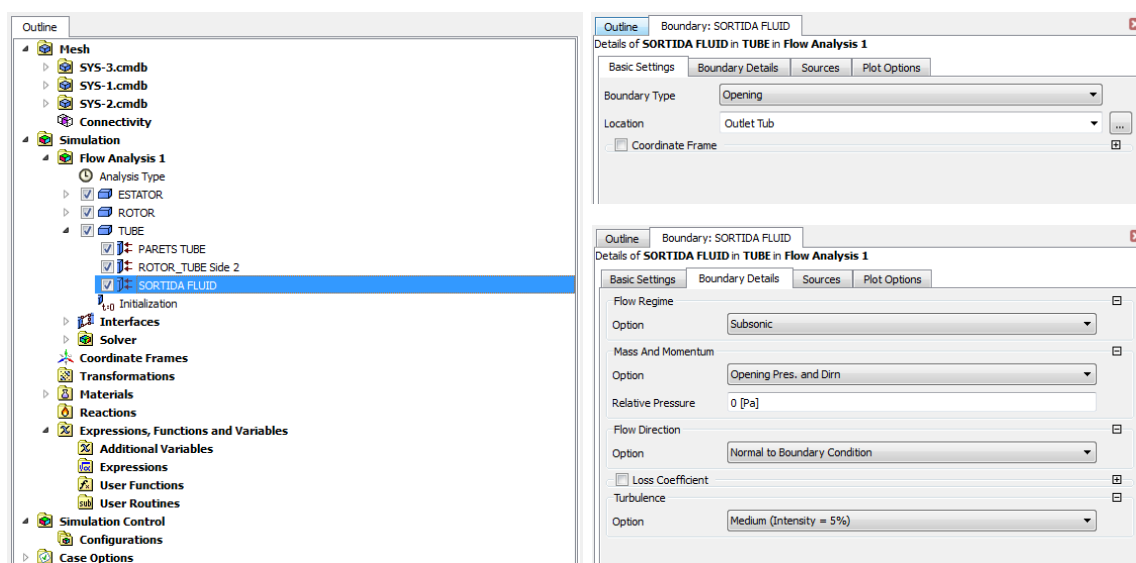 Outline
Mesh
SYS-3.cmdb
SYS-1.cmdb
SYS-2.cmdb
Connectivity
Simulation
Flow Analysis 1
Analysis Type
ESTATOR
ROTOR
TUBE
PARETS TUBE
ROTOR_TUBE Side 2
SORTIDA FLUID
t=0 Initialization
Interfaces
Solver
Coordinate Frames
Transformations
Materials
Reactions
Expressions, Functions and Variables
Additional Variables
Expressions
User Functions
sub User Routines
Simulation Control
Configurations
Case Options
Outline Boundary: SORTIDA FLUID
Details of SORTIDA FLUID in TUBE in Flow Analysis 1
Basic Settings Boundary Details Sources Plot Options
Boundary Type Opening
Location Outlet Tub ...
Coordinate Frame
Outline Boundary: SORTIDA FLUID
Details of SORTIDA FLUID in TUBE in Flow Analysis 1
Basic Settings Boundary Details Sources Plot Options
Flow Regime
Option Subsonic
Mass And Momentum
Option Opening Pres. and Dirn
Relative Pressure 0 [Pa]
Flow Direction
Option Normal to Boundary Condition
Loss Coefficient
Turbulence
Option Medium (Intensity = 5%)